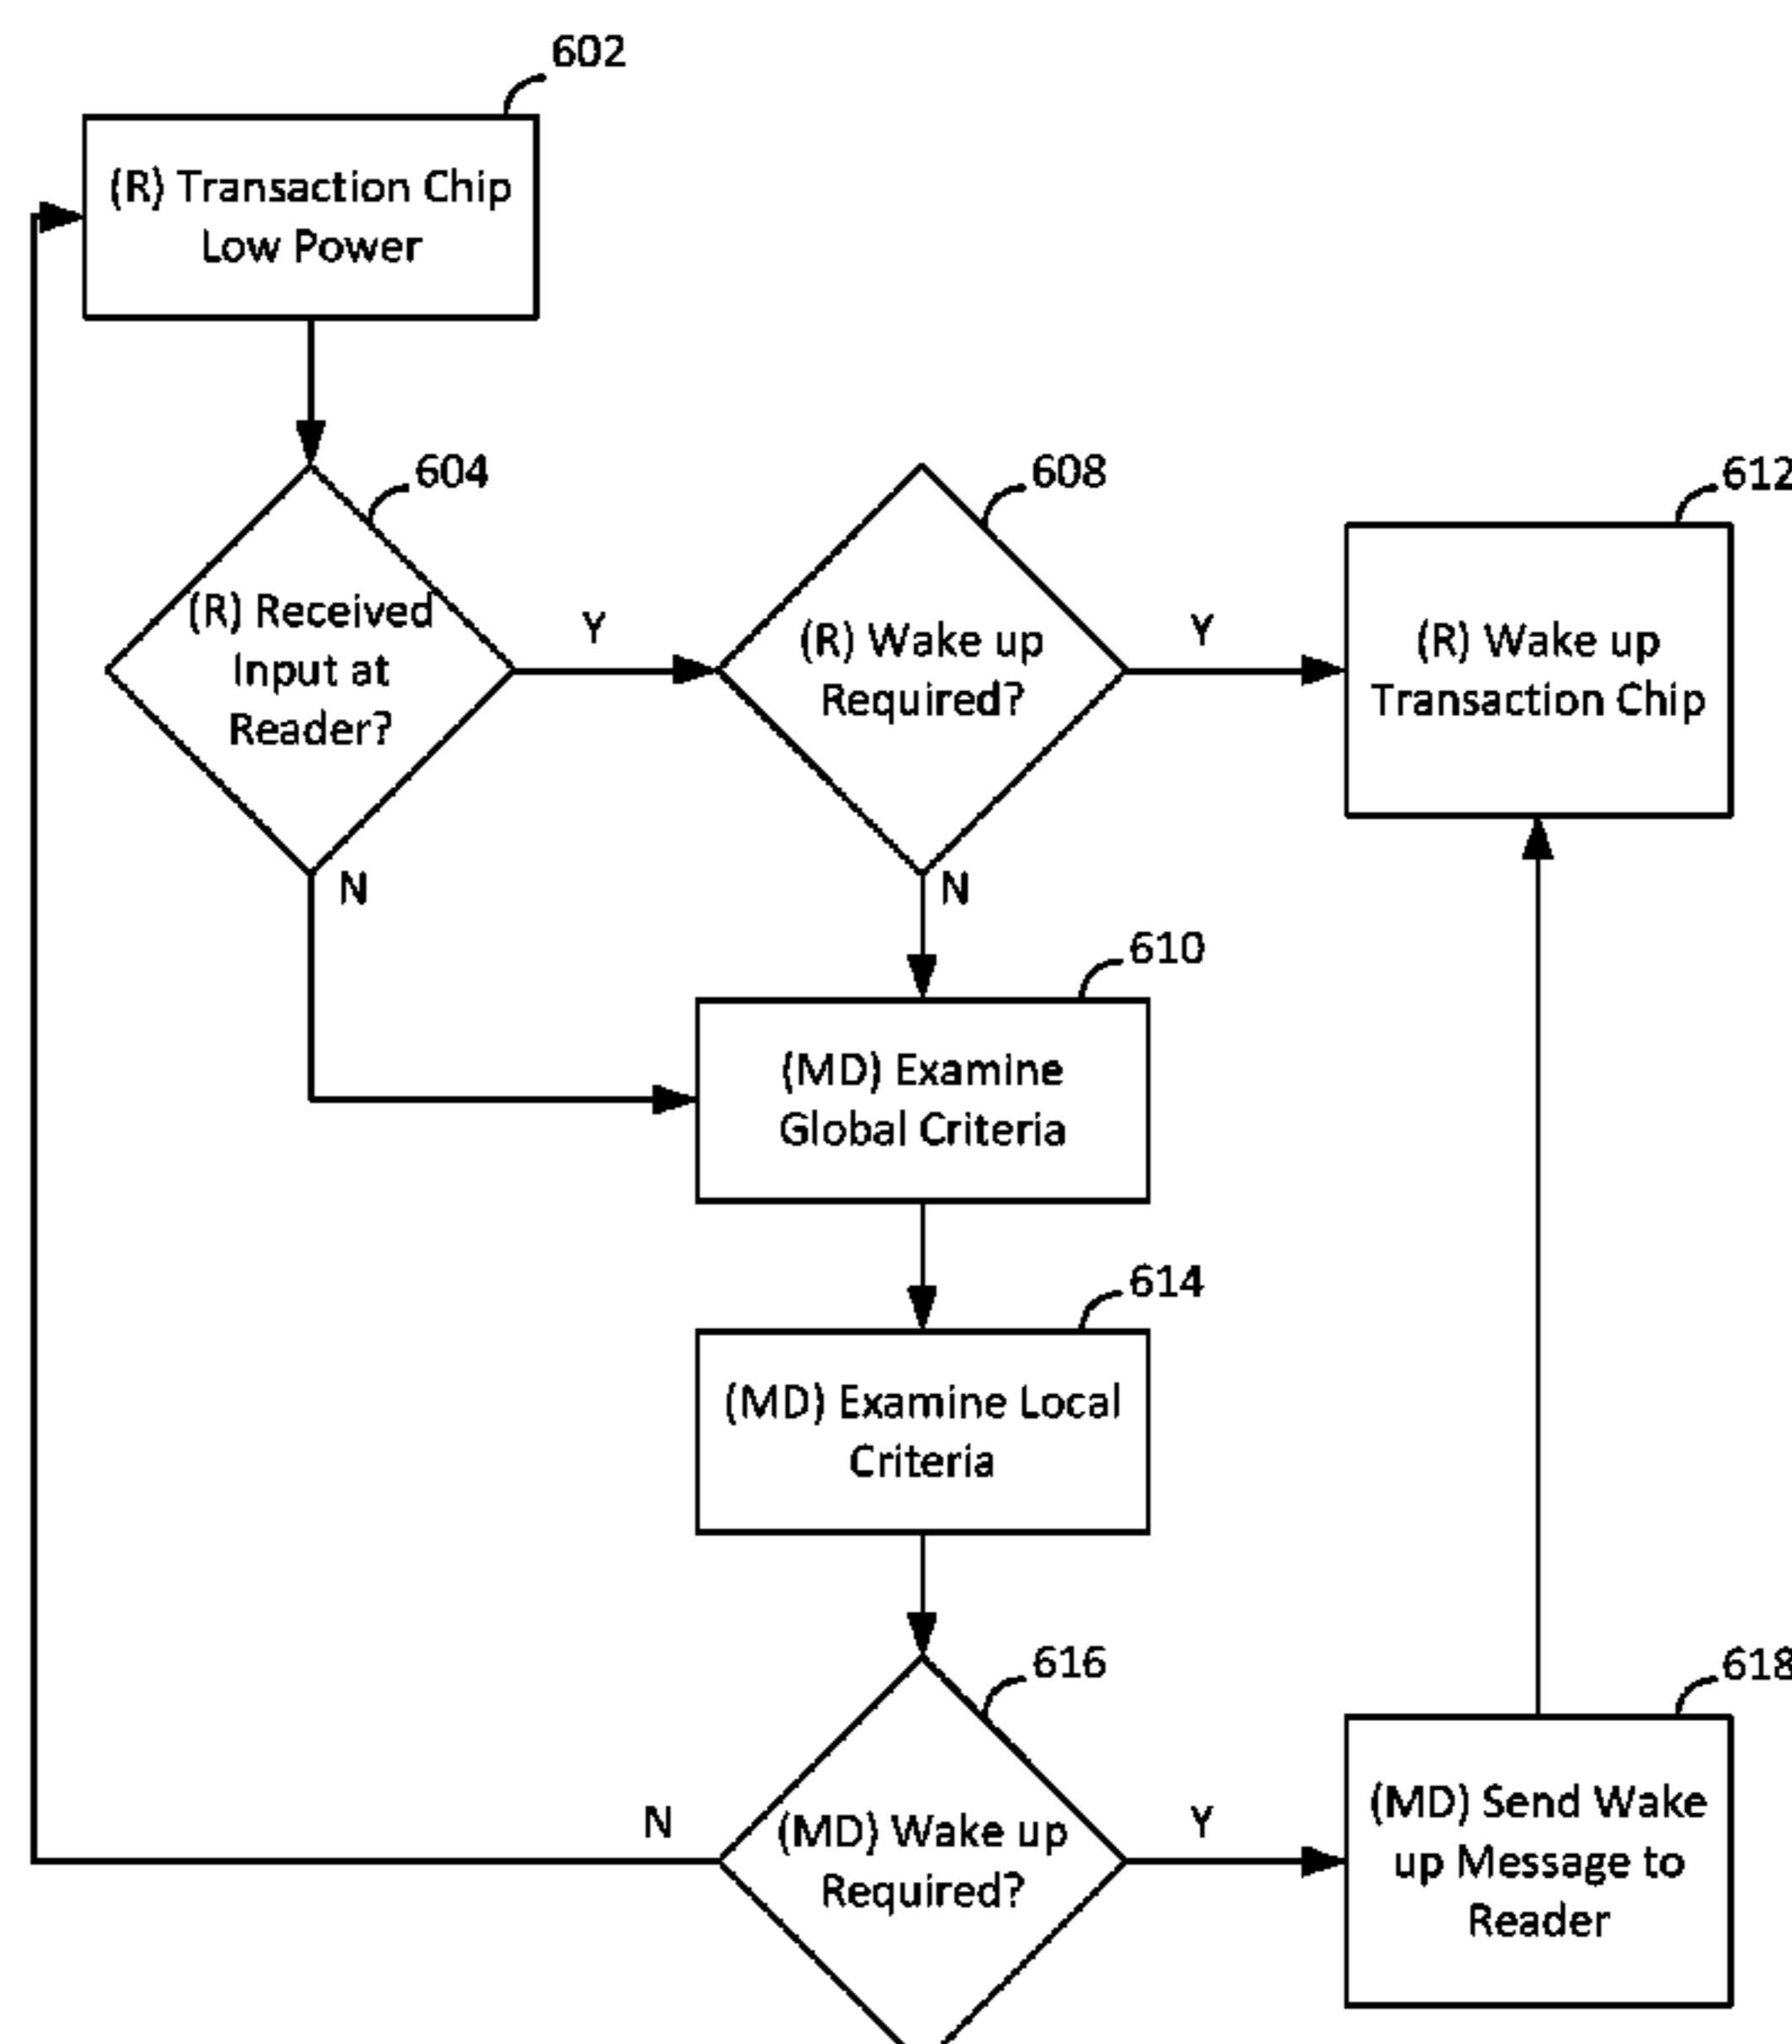 602
(R) Transaction Chip
Low Power
604
(R) Received
Input at
Reader?
Y
N
608
(R) Wake up
Required?
Y
N
612
(R) Wake up
Transaction Chip
610
(MD) Examine
Global Criteria
614
(MD) Examine Local
Criteria
616
(MD) Wake up
Required?
N
Y
618
(MD) Send Wake
up Message to
Reader